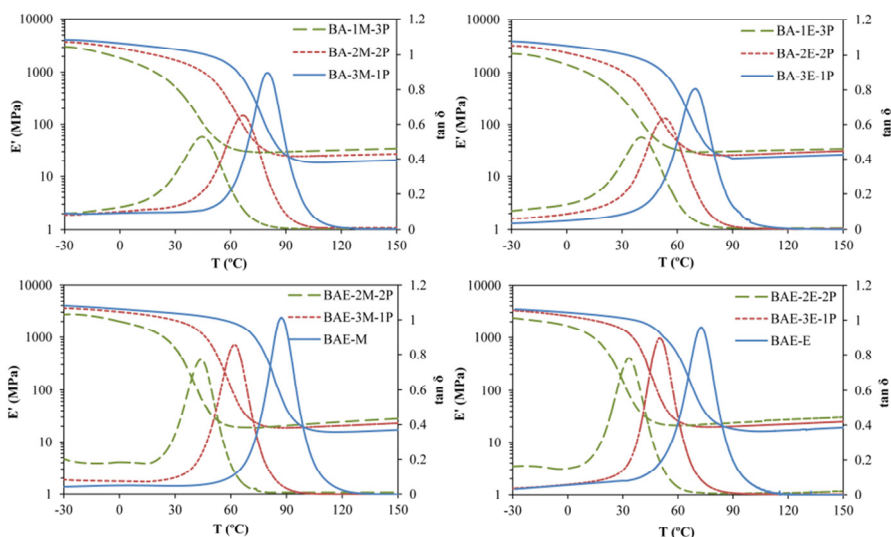 10000
1000
100
10
1
E' (MPa)
BA-1M-3P
BA-2M-2P
BA-3M-1P
1.2
1
0.8
0.6
0.4
0.2
0
tan δ
-30 0 30 60 90 120 150
T (ºC)
10000
1000
100
10
1
E' (MPa)
BA-1E-3P
BA-2E-2P
BA-3E-1P
1.2
1
0.8
0.6
0.4
0.2
0
tan δ
-30 0 30 60 90 120 150
T (ºC)
10000
1000
100
10
1
E' (MPa)
BAE-2M-2P
BAE-3M-1P
BAE-M
1.2
1
0.8
0.6
0.4
0.2
0
tan δ
-30 0 30 60 90 120 150
T (ºC)
10000
1000
100
10
1
E' (MPa)
BAE-2E-2P
BAE-3E-1P
BAE-E
1.2
1
0.8
0.6
0.4
0.2
0
tan δ
-30 0 30 60 90 120 150
T (ºC)